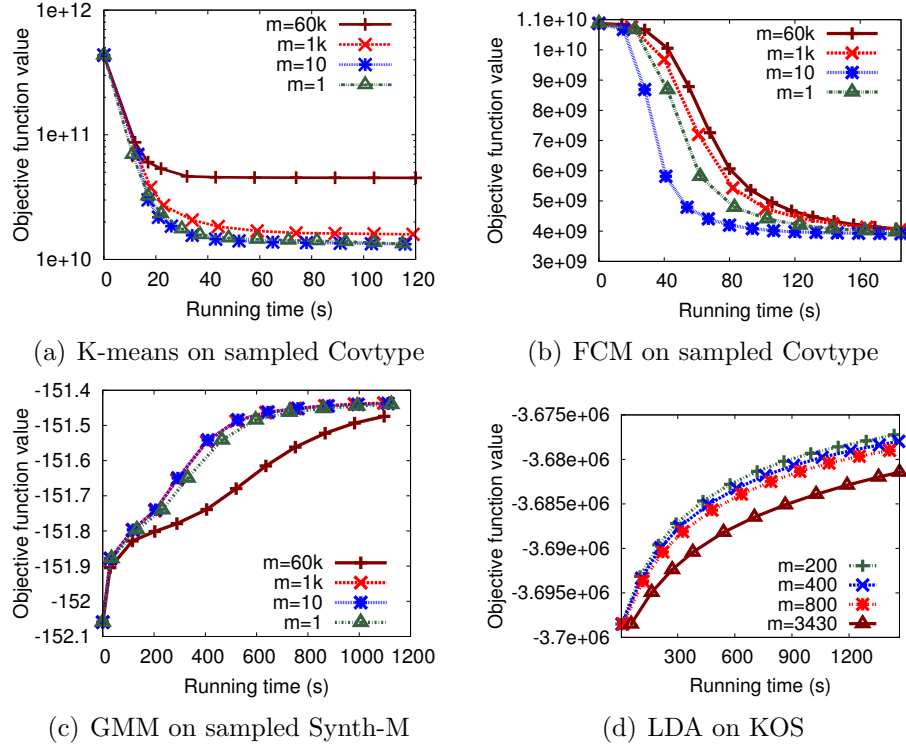 1e+12
1e+11
1e+10
Objective function value
m=60k
m=1k
m=10
m=1
0 20 40 60 80 100 120
Running time (s)
(a) K-means on sampled Covtype
1.1e+10
1e+10
9e+09
8e+09
7e+09
6e+09
5e+09
4e+09
3e+09
Objective function value
m=60k
m=1k
m=10
m=1
0 40 80 120 160
Running time (s)
(b) FCM on sampled Covtype
-151.4
-151.5
-151.6
-151.7
-151.8
-151.9
-152
-152.1
Objective function value
m=60k
m=1k
m=10
m=1
0 200 400 600 800 1000 1200
Running time (s)
(c) GMM on sampled Synth-M
-3.675e+06
-3.68e+06
-3.685e+06
-3.69e+06
-3.695e+06
-3.7e+06
Objective function value
m=200
m=400
m=800
m=3430
300 600 900 1200
Running time (s)
(d) LDA on KOS